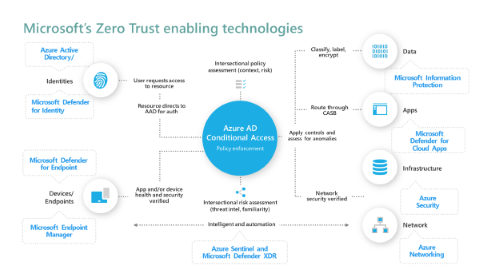 Microsoft's Zero Trust enabling technologies
Azure Active
Directory/
Identities
Microsoft Defender
for Identity
Microsoft Defender
for Endpoint
Devices/
Endpoints
Microsoft Endpoint
Manager
User requests access
to resource
Resource directs to
AAD for auth
App and/or device
health and security
verified
Intersectional policy
assessment (context, risk)
Azure AD
Conditional Access
Policy enforcement
Intersectional risk assessment
(threat intel, familiarity)
Intelligent and automation
Azure Sentinel and
Microsoft Defender XDR
Classify, label,
encrypt
Route through
CASB
Apply controls and
assess for anomalies
Network
security verified
Data
Microsoft Information
Protection
Apps
Microsoft
Defender for
Cloud Apps
Infrastructure
Azure
Security
Network
Azure
Networking